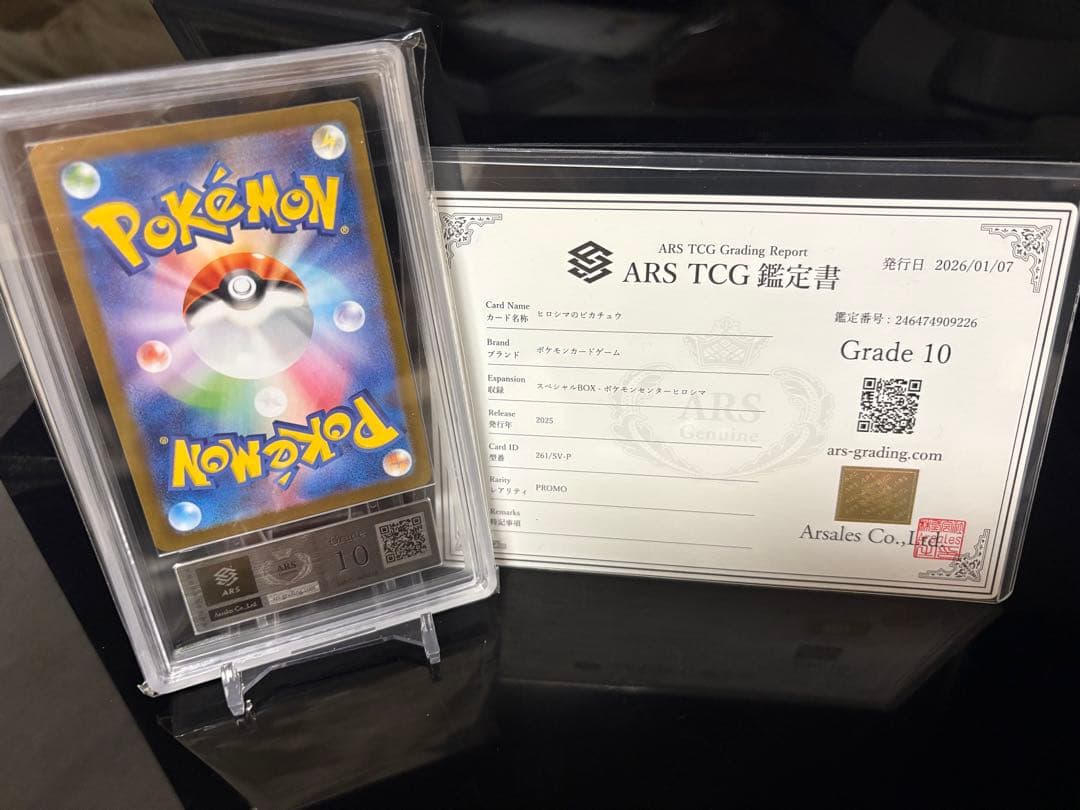 POKéMON
POKéMON
ARS
Arsales Co.,Ltd.
ARS
ars-grading.com
Grade
10
ARS TCG Grading Report
ARS TCG 鑑定書
発行日 2026/01/07
鑑定番号：246474909226
Grade 10
ars-grading.com
Arsales Co.,Ltd.
Card Name
カード名称 ヒロシマのピカチュウ
Brand
ブランド ポケモンカードゲーム
Expansion
収録 スペシャルBOX - ポケモンセンターヒロシマ
Release
発行年 2025
Card ID
型番 261/SV-P
Rarity
レアリティ PROMO
Remarks
特記事項
ARS
Genuine